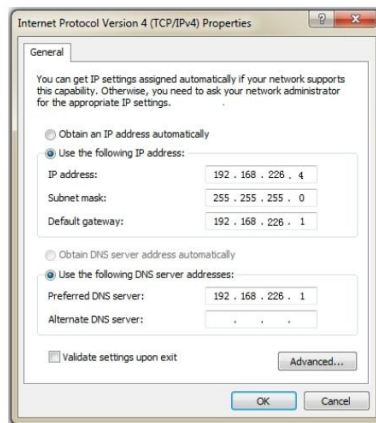 Internet Protocol Version 4 (TCP/IPv4) Properties
General
You can get IP settings assigned automatically if your network supports
this capability. Otherwise, you need to ask your network administrator
for the appropriate IP settings.
Obtain an IP address automatically
Use the following IP address:
IP address: 192 . 168 . 226 . 4
Subnet mask: 255 . 255 . 255 . 0
Default gateway: 192 . 168 . 226 . 1
Obtain DNS server address automatically
Use the following DNS server addresses:
Preferred DNS server: 192 . 168 . 226 . 1
Alternate DNS server: . . .
Validate settings upon exit
Advanced...
OK Cancel